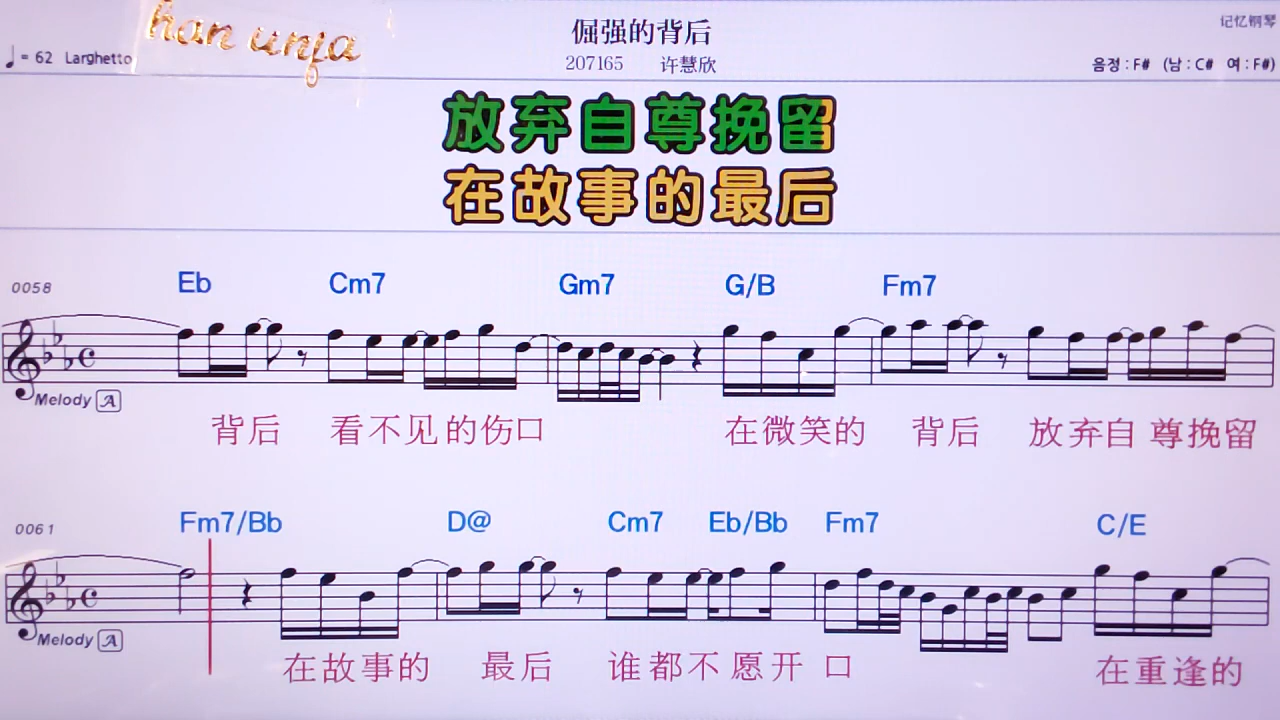 han unja
倔强的背后
记忆钢琴
♩= 62 Larghetto
207165 许慧欣
음정 : F# (남 : C# 여 : F#)
放弃自尊挽留
在故事的最后
0058 Eb Cm7 Gm7 G/B Fm7
Melody A
背后 看不见的伤口 在微笑的 背后 放弃自 尊挽留
0061 Fm7/Bb D@ Cm7 Eb/Bb Fm7 C/E
Melody A
在故事的 最后 谁都不愿开 口 在重逢的